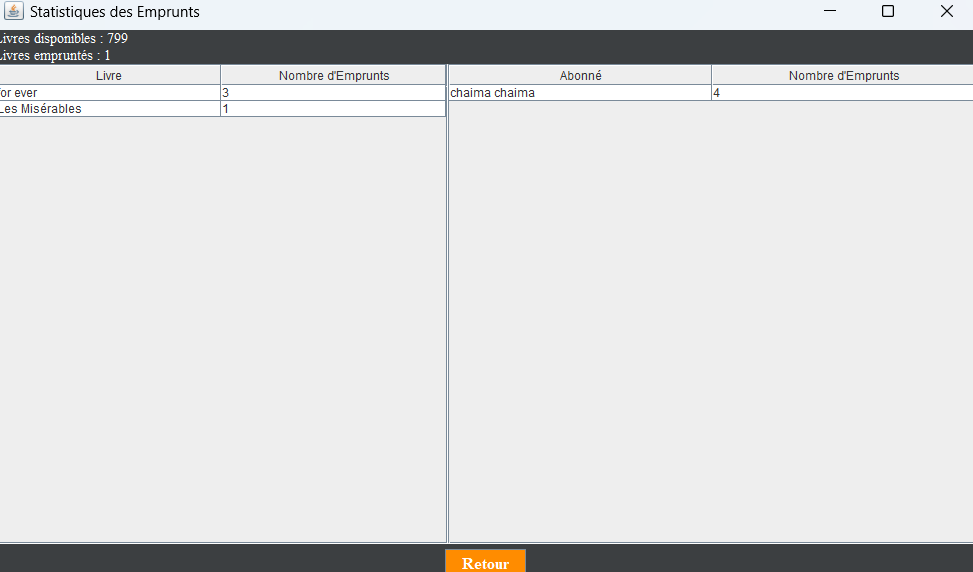 Statistiques des Emprunts
Livres disponibles : 799
Livres empruntés : 1
Livre Nombre d'Emprunts Abonné Nombre d'Emprunts
for ever 3 chaima chaima 4
Les Misérables 1
Retour